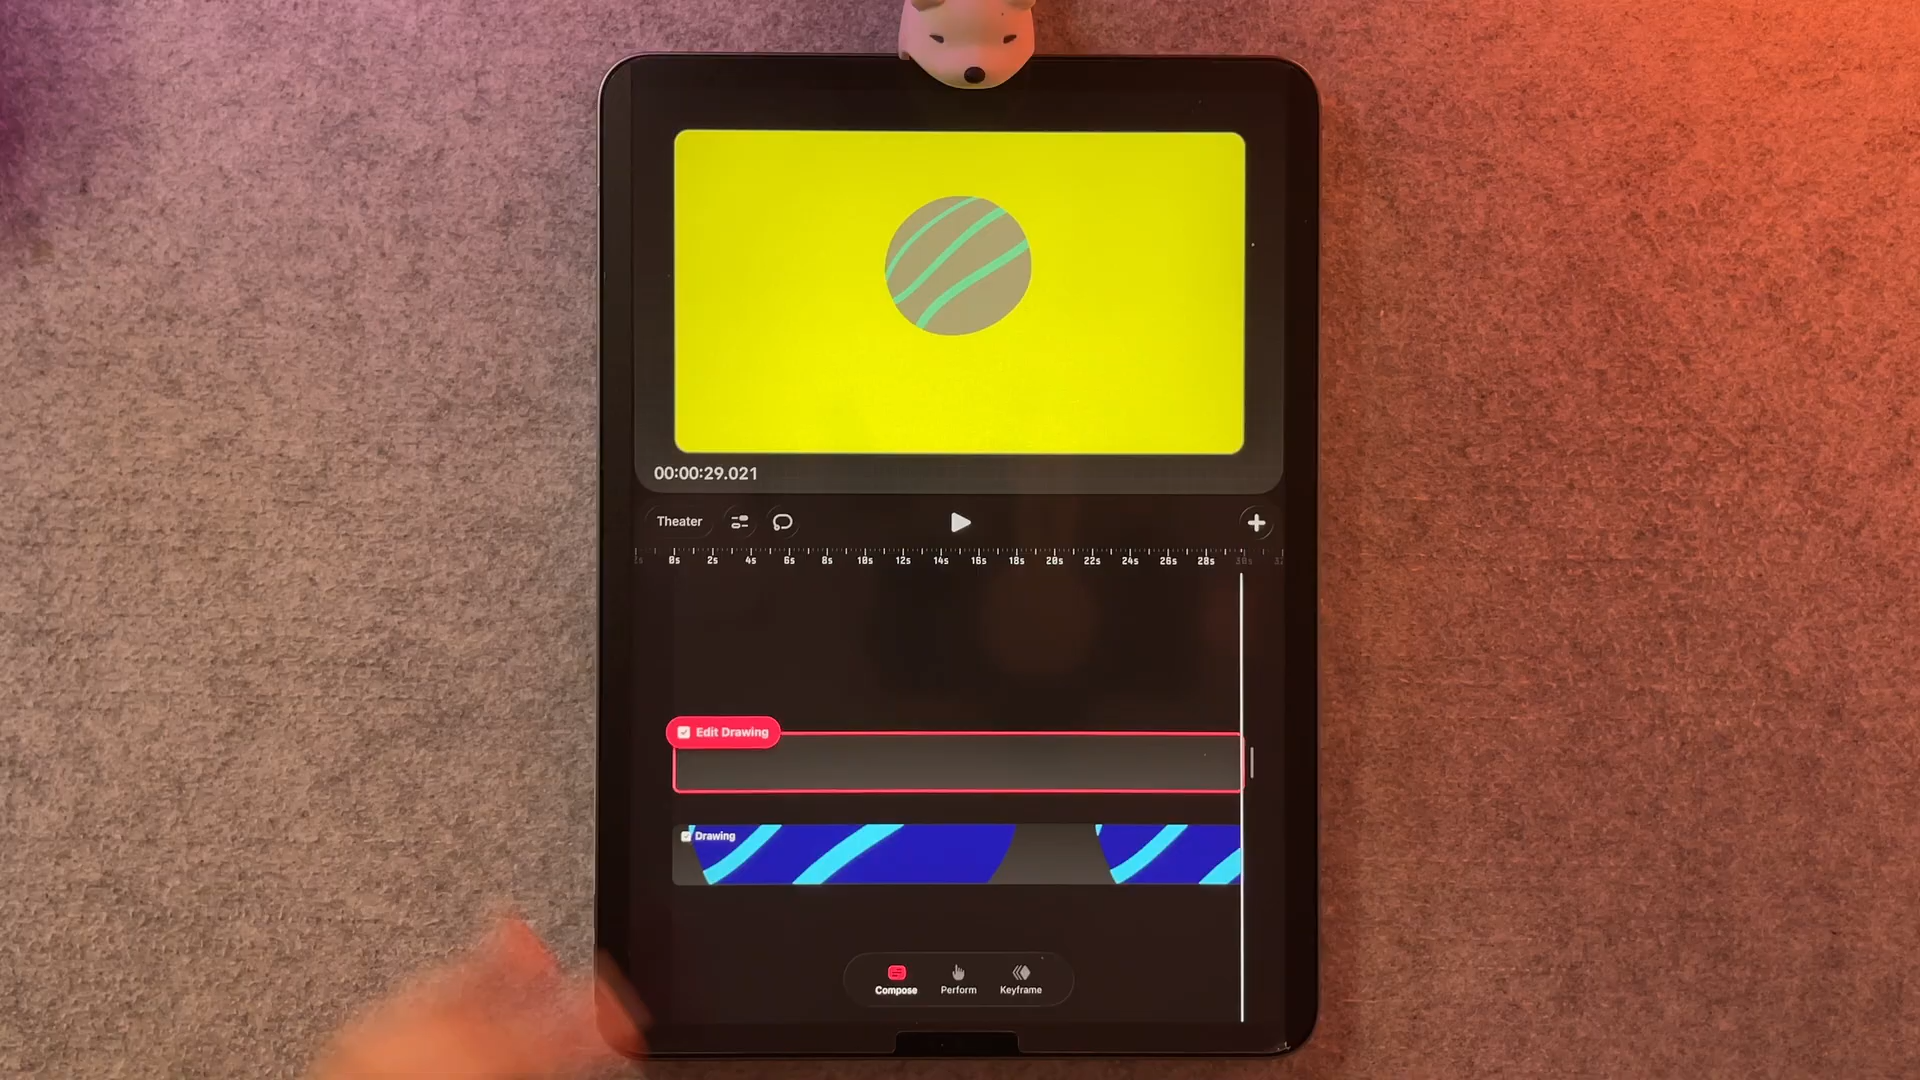 00:00:29.021
Theater
0s 2s 4s 6s 8s 10s 12s 14s 16s 18s 20s 22s 24s 26s 28s 30s
Edit Drawing
Drawing
Compose Perform Keyframe